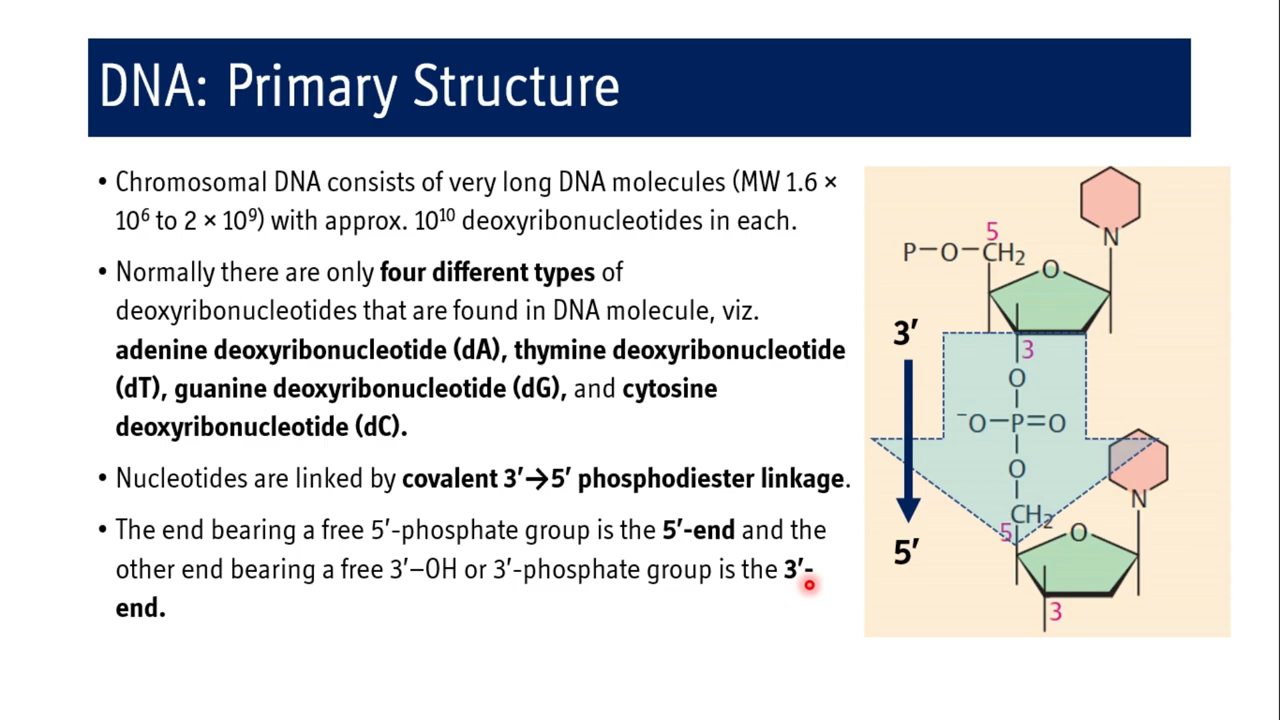 DNA: Primary Structure
• Chromosomal DNA consists of very long DNA molecules (MW 1.6 ×
10⁶ to 2 × 10⁹) with approx. 10¹⁰ deoxyribonucleotides in each.
• Normally there are only four different types of
deoxyribonucleotides that are found in DNA molecule, viz.
adenine deoxyribonucleotide (dA), thymine deoxyribonucleotide
(dT), guanine deoxyribonucleotide (dG), and cytosine
deoxyribonucleotide (dC).
• Nucleotides are linked by covalent 3′→5′ phosphodiester linkage.
• The end bearing a free 5′-phosphate group is the 5′-end and the
other end bearing a free 3′–OH or 3′-phosphate group is the 3′-
end.
N
5
P–O–CH₂
O
3′
3
O
⁻O–P=O
O
N
CH₂
5
O
5′
3